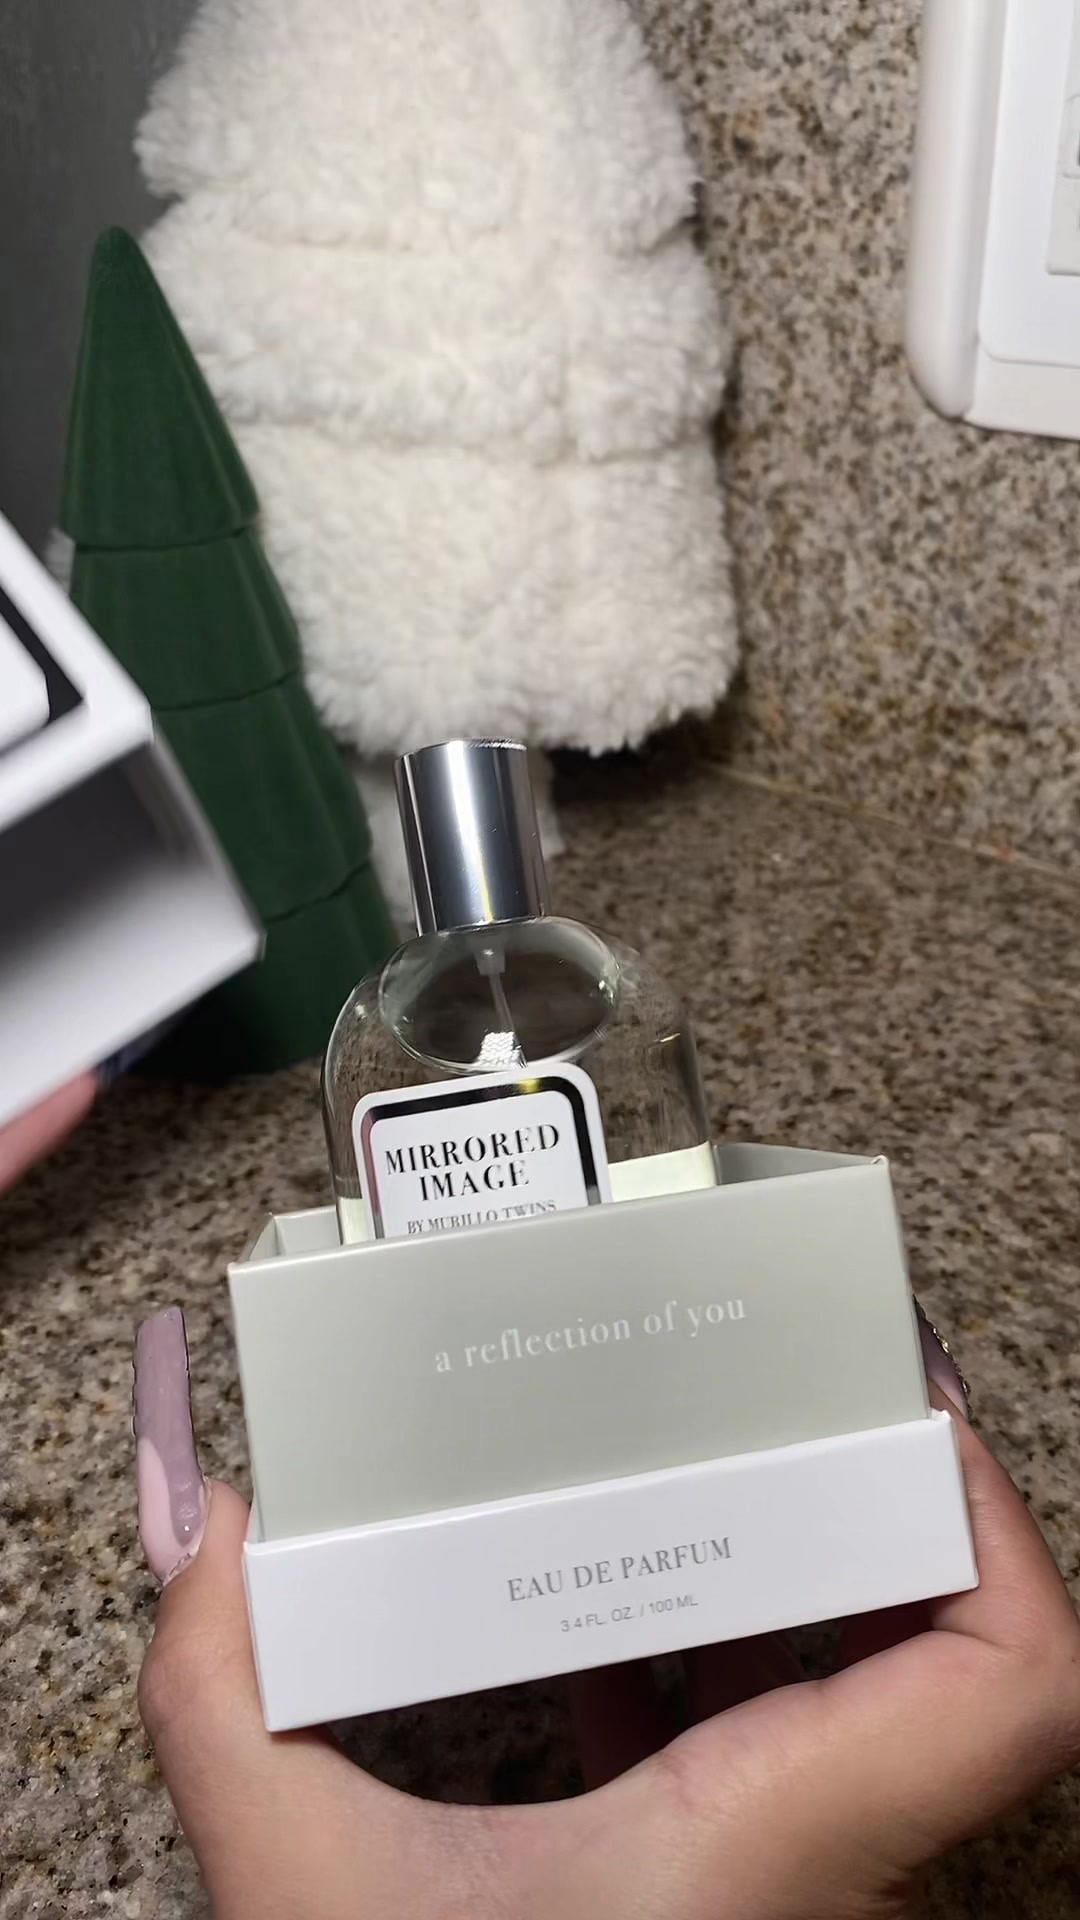 MIRRORED
IMAGE
BY MURILLO TWINS
a reflection of you
EAU DE PARFUM
3.4 FL. OZ. / 100 ML